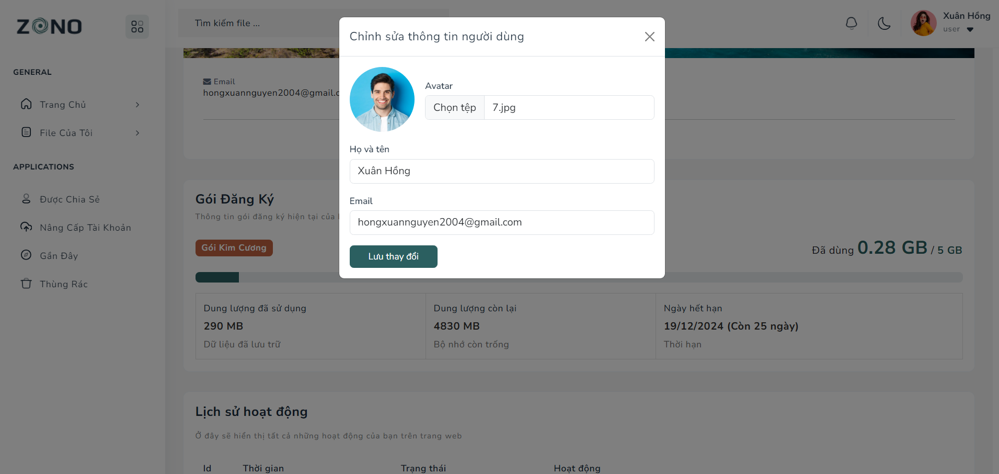 ZONO
Tìm kiếm file ...
Xuân Hồng
user
GENERAL
Trang Chủ
File Của Tôi
APPLICATIONS
Được Chia Sẻ
Nâng Cấp Tài Khoản
Gần Đây
Thùng Rác
Chỉnh sửa thông tin người dùng
Avatar
Chọn tệp 7.jpg
Họ và tên
Xuân Hồng
Email
hongxuannguyen2004@gmail.com
Lưu thay đổi
Email
hongxuannguyen2004@gmail.c
Gói Đăng Ký
Thông tin gói đăng ký hiện tại của
Gói Kim Cương
Đã dùng 0.28 GB / 5 GB
Dung lượng đã sử dụng
290 MB
Dữ liệu đã lưu trữ
Dung lượng còn lại
4830 MB
Bộ nhớ còn trống
Ngày hết hạn
19/12/2024 (Còn 25 ngày)
Thời hạn
Lịch sử hoạt động
Ở đây sẽ hiển thị tất cả những hoạt động của bạn trên trang web
Id Thời gian Trạng thái Hoạt động